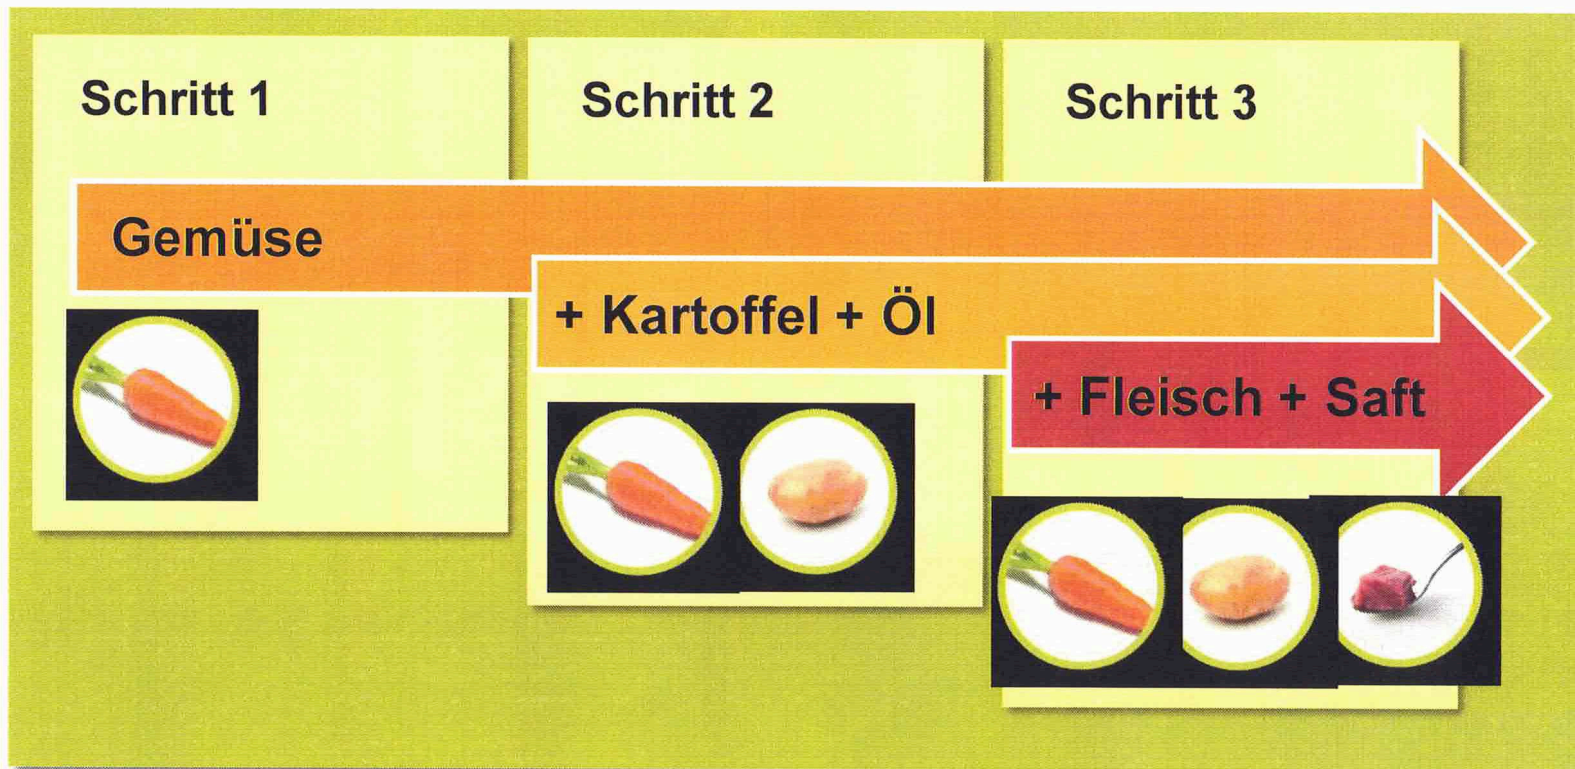 Schritt 1
Schritt 2
Schritt 3
Gemüse
+ Kartoffel + Öl
+ Fleisch + Saft